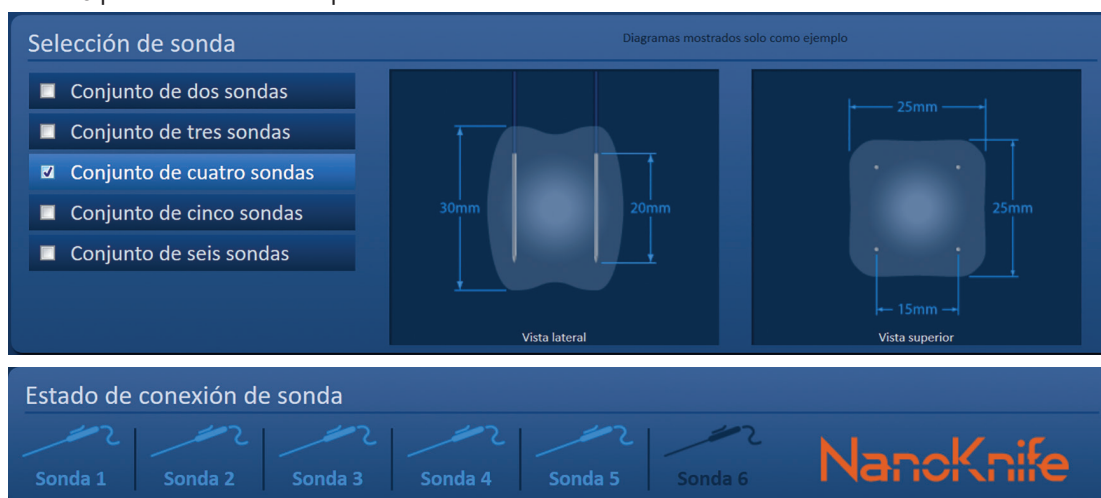 Selección de sonda
Diagramas mostrados solo como ejemplo
Conjunto de dos sondas
Conjunto de tres sondas
Conjunto de cuatro sondas
Conjunto de cinco sondas
Conjunto de seis sondas
30mm
20mm
Vista lateral
25mm
25mm
15mm
Vista superior
Estado de conexión de sonda
Sonda 1
Sonda 2
Sonda 3
Sonda 4
Sonda 5
Sonda 6
NanoKnife